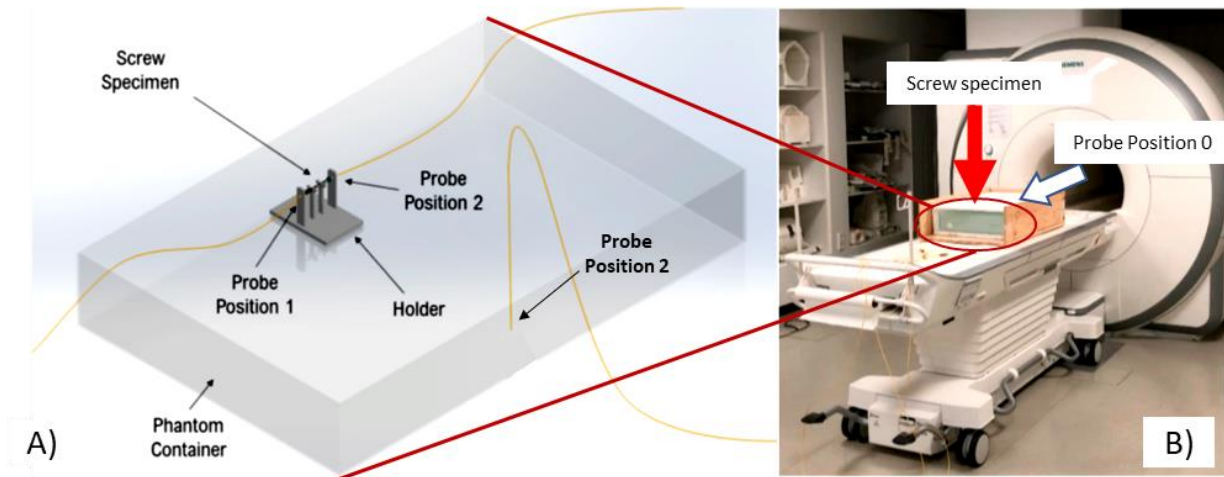 Screw
Specimen
Probe
Position 2
Probe
Position 1
Holder
Probe
Position 2
Phantom
Container
A)
Screw specimen
Probe Position 0
SIEMENS
B)